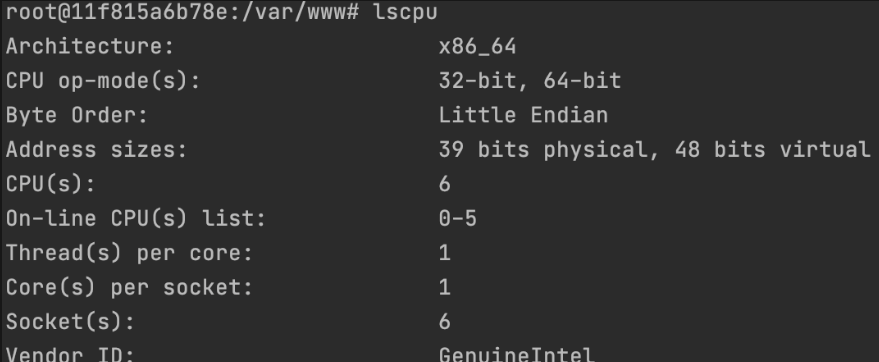 root@11f815a6b78e:/var/www# lscpu
Architecture: x86_64
CPU op-mode(s): 32-bit, 64-bit
Byte Order: Little Endian
Address sizes: 39 bits physical, 48 bits virtual
CPU(s): 6
On-line CPU(s) list: 0-5
Thread(s) per core: 1
Core(s) per socket: 1
Socket(s): 6
Vendor ID: GenuineIntel